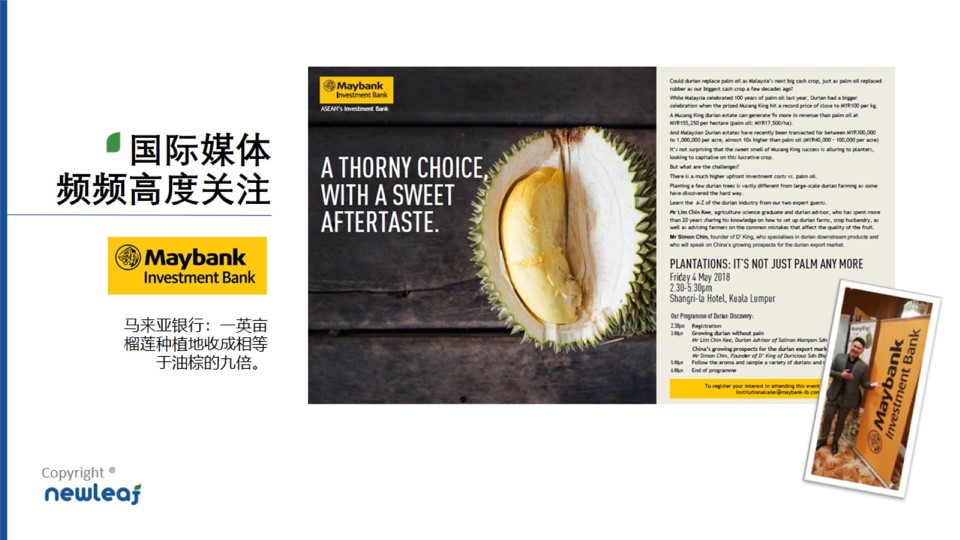 国际媒体
频频高度关注
Maybank
Investment Bank
马来亚银行：一英亩
榴莲种植地收成相等
于油棕的九倍。
Copyright ®
newleaf
Maybank
Investment Bank
ASEAN's Investment Bank
A THORNY CHOICE,
WITH A SWEET
AFTERTASTE.
Could durian replace palm oil as Malaysia's next big cash crop, just as palm oil replaced
rubber as our biggest cash crop a few decades ago?
While Malaysia celebrated 100 years of palm oil last year, Durian had a bigger
celebration when the prized Musang King hit a record price of close to MYR100 per kg.
A Musang King durian estate can generate 9x more in revenue than palm oil at
MYR155,250 per hectare (palm oil: MYR17,500/ha).
And Malaysian Durian estates have recently been transacted for between MYR300,000
to 1,000,000 per acre, almost 10x higher than palm oil (MYR40,000 - 100,000 per acre)
It's not surprising that the sweet smell of Musang King success is alluring to planters,
looking to capitalise on this lucrative crop.
But what are the challenges?
There is a much higher upfront investment costs vs. palm oil.
Planting a few durian trees is vastly different from large-scale durian farming as some
have discovered the hard way.
Learn the A-Z of the durian industry from our two expert guests.
Mr Lim Chin Kee, agriculture science graduate and durian advisor, who has spent more
than 20 years sharing his knowledge on how to set up durian farms, crop husbandry, as
well as advising farmers on the common mistakes that affect the quality of the fruit.
Mr Simon Chin, founder of D' King, who specialises in durian downstream products and
who will speak on China's growing prospects for the durian export market.
PLANTATIONS: IT'S NOT JUST PALM ANY MORE
Friday 4 May 2018
2.30-5.30pm
Shangri-la Hotel, Kuala Lumpur
Our Programme of Durian Discovery:
2.30pm Registration
3.00pm Growing durian without pain
Mr Lim Chin Kee, Durian Advisor of Saliran Hampan Sdn
China's growing prospects for the durian export mark
Mr Simon Chin, Founder of D' King of Duricious Sdn Bhd
5.00pm Follow the aroma and sample a variety of durians and
6.00pm End of programme
To register your interest in attending this event
institutionalsales@maybank-ib.com
Maybank
Investment Bank